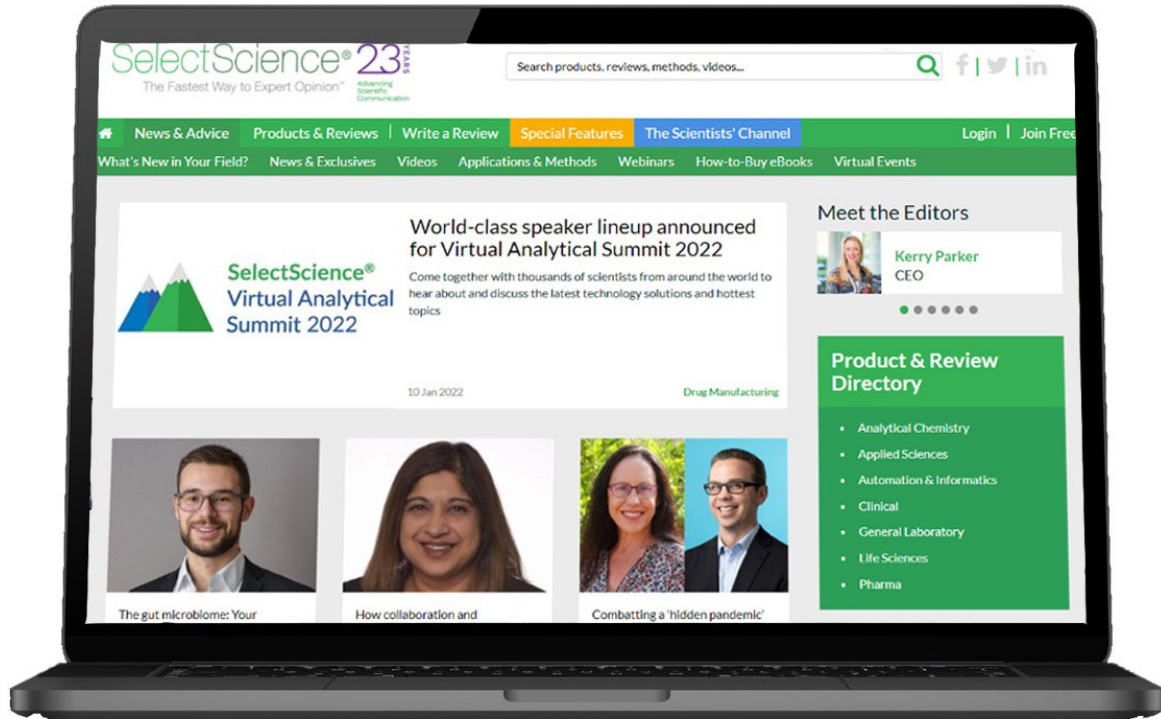 SelectScience® 23 YEARS
The Fastest Way to Expert Opinion™
Advancing
Scientific
Communication
Search products, reviews, methods, videos...
f | | in
News & Advice Products & Reviews | Write a Review Special Features The Scientists' Channel Login | Join Free
What's New in Your Field? News & Exclusives Videos Applications & Methods Webinars How-to-Buy eBooks Virtual Events
SelectScience®
Virtual Analytical
Summit 2022
World-class speaker lineup announced
for Virtual Analytical Summit 2022
Come together with thousands of scientists from around the world to
hear about and discuss the latest technology solutions and hottest
topics
10 Jan 2022 Drug Manufacturing
Meet the Editors
Kerry Parker
CEO
Product & Review
Directory
• Analytical Chemistry
• Applied Sciences
• Automation & Informatics
• Clinical
• General Laboratory
• Life Sciences
• Pharma
The gut microbiome: Your
How collaboration and
Combatting a 'hidden pandemic'